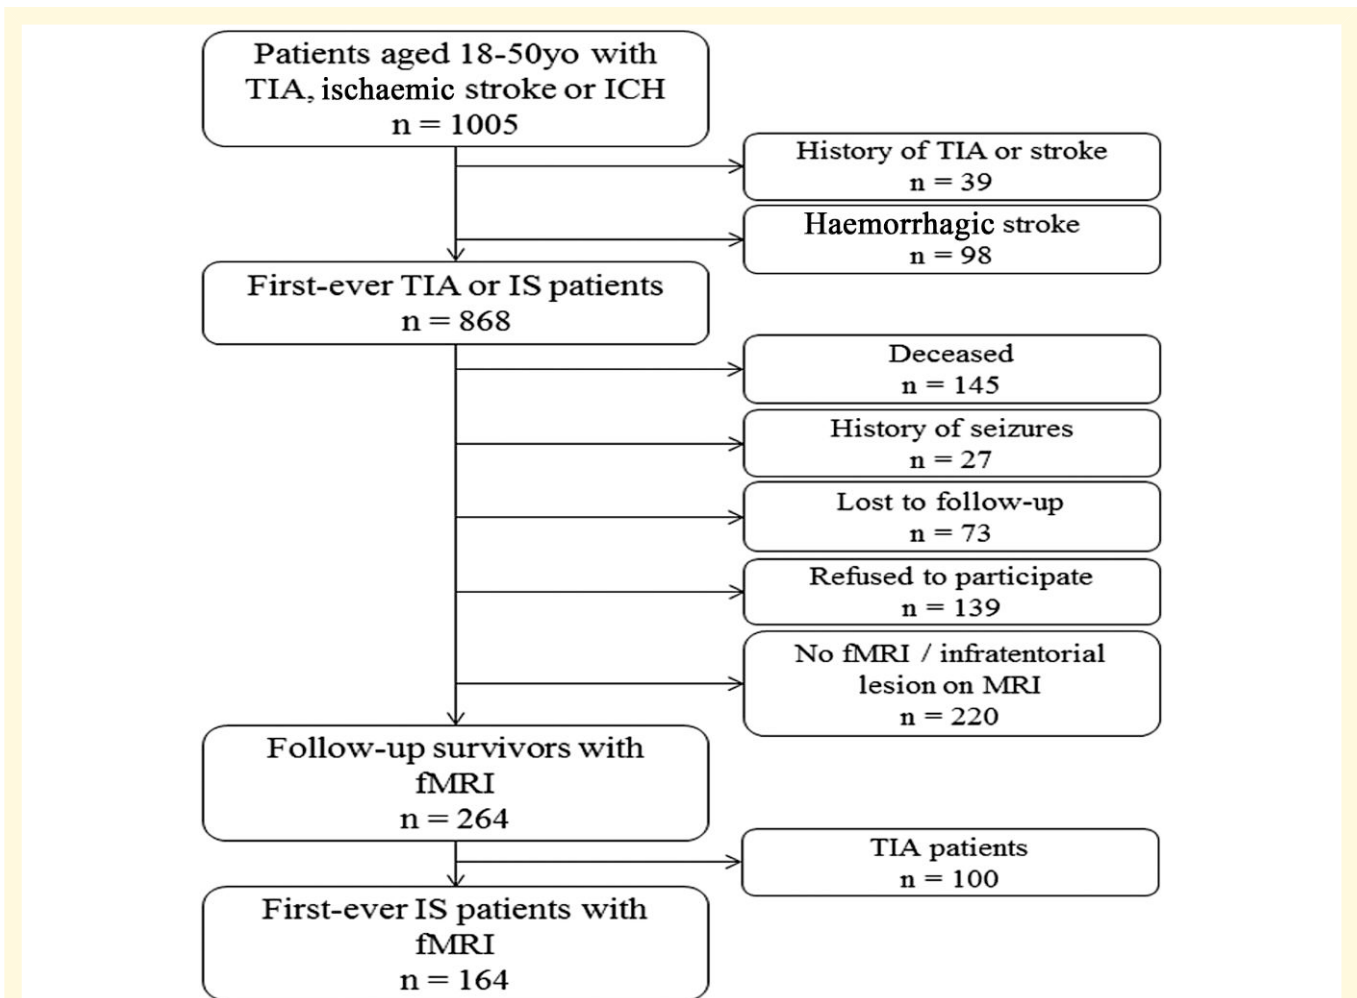 Patients aged 18-50yo with
TIA, ischaemic stroke or ICH
n = 1005
History of TIA or stroke
n = 39
Haemorrhagic stroke
n = 98
First-ever TIA or IS patients
n = 868
Deceased
n = 145
History of seizures
n = 27
Lost to follow-up
n = 73
Refused to participate
n = 139
No fMRI / infratentorial
lesion on MRI
n = 220
Follow-up survivors with
fMRI
n = 264
TIA patients
n = 100
First-ever IS patients with
fMRI
n = 164